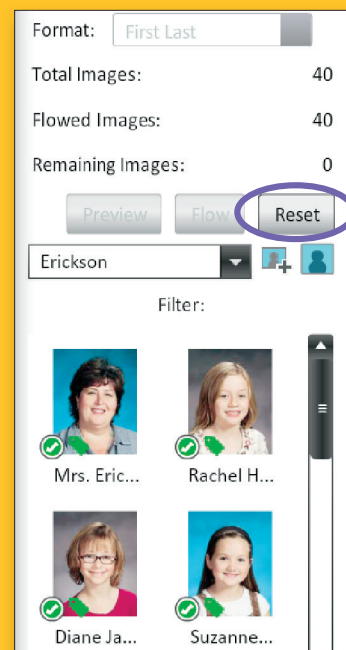 Format: First Last
Total Images: 40
Flowed Images: 40
Remaining Images: 0
Preview Flow Reset
Erickson
Filter:
Mrs. Eric... Rachel H...
Diane Ja... Suzanne...